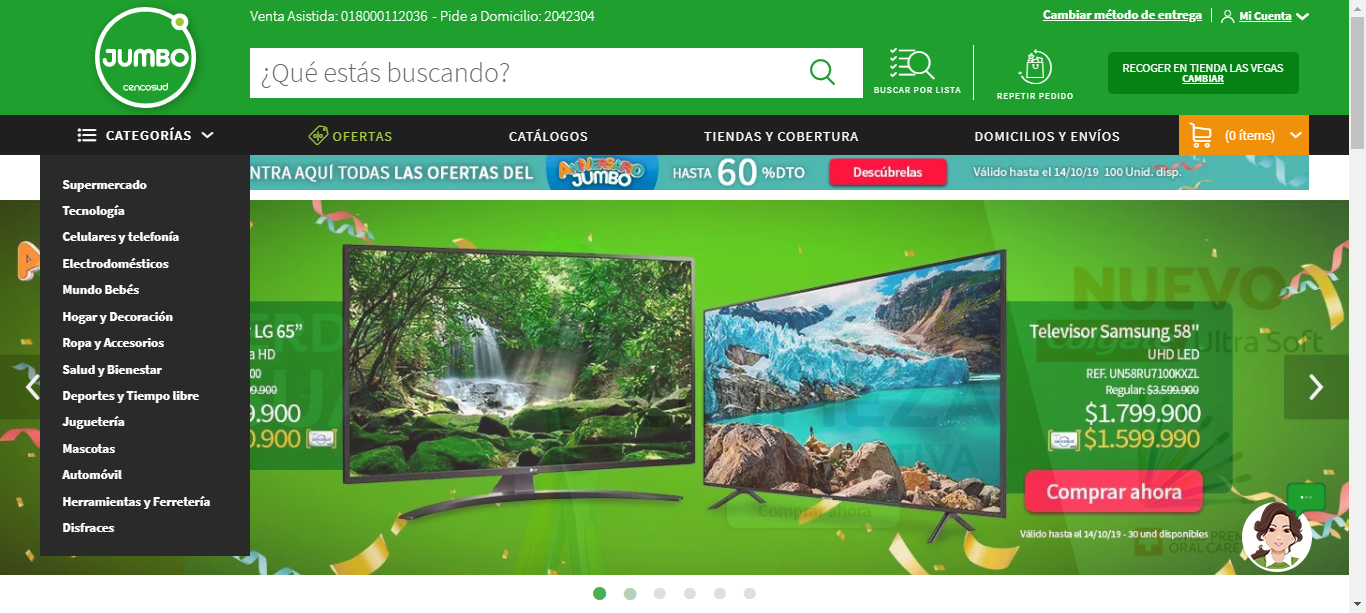 Venta Asistida: 018000112036 - Pide a Domicilio: 2042304
Cambiar método de entrega
Mi Cuenta
JUMBO
cencosud
¿Qué estás buscando?
BUSCAR POR LISTA
REPETIR PEDIDO
RECOGER EN TIENDA LAS VEGAS
CAMBIAR
CATEGORÍAS
OFERTAS
CATÁLOGOS
TIENDAS Y COBERTURA
DOMICILIOS Y ENVÍOS
(0 ítems)
NTRA AQUÍ TODAS LAS OFERTAS DEL
ANIVERSARIO
JUMBO
HASTA 60 %DTO
Descúbrelas
Válido hasta el 14/10/19 100 Unid. disp.
Supermercado
Tecnología
Celulares y telefonía
Electrodomésticos
Mundo Bebés
Hogar y Decoración
Ropa y Accesorios
Salud y Bienestar
Deportes y Tiempo libre
Juguetería
Mascotas
Automóvil
Herramientas y Ferretería
Disfraces
LG 65”
HD
00
9.900
9.900
0.900
NUEVO
Ultra Soft
Televisor Samsung 58"
UHD LED
REF. UN58RU7100KXZL
Regular: $3.599.900
$1.799.900
$1.599.990
Comprar ahora
Válido hasta el 14/10/19 - 30 und disponibles
Comprar ahora
ORAL CARE